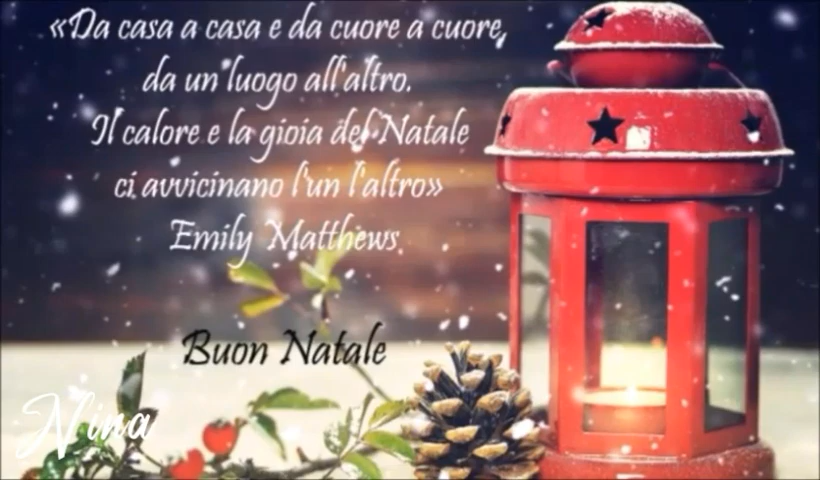 «Da casa a casa e da cuore a cuore,
da un luogo all'altro.
Il calore e la gioia del Natale
ci avvicinano l'un l'altro»
Emily Matthews
Buon Natale
Nina